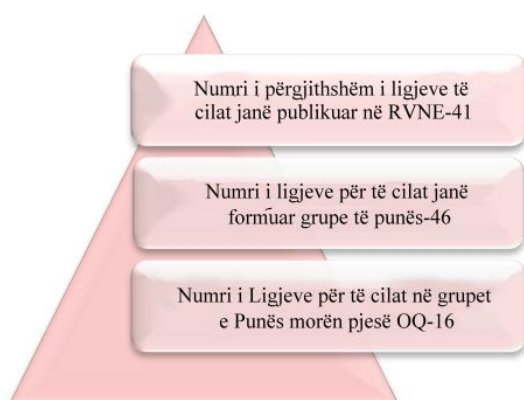 Numri i përgjithshëm i ligjeve të
cilat janë publikuar në RVNE-41
Numri i ligjeve për të cilat janë
formuar grupe të punës-46
Numri i Ligjeve për të cilat në grupet
e Punës morën pjesë OQ-16